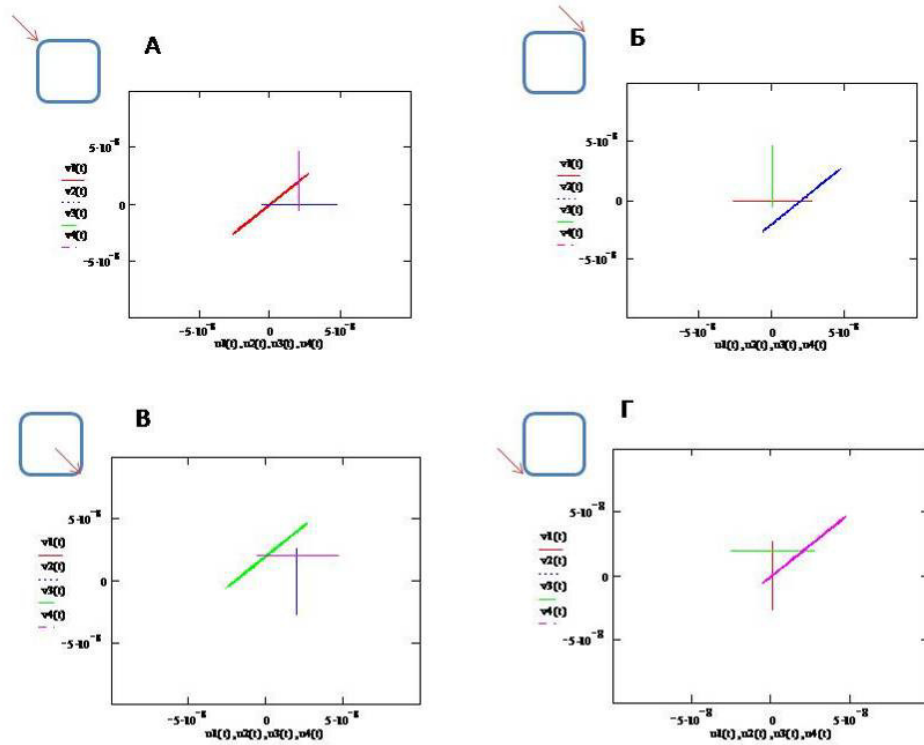 А
5·10⁻⁸
v1(t)
v2(t)
0
v3(t)
v4(t)
−5·10⁻⁸
−5·10⁻⁸ 0 5·10⁻⁸
u1(t),u2(t),u3(t),u4(t)
Б
5·10⁻⁸
v1(t)
v2(t)
0
v3(t)
v4(t)
−5·10⁻⁸
−5·10⁻⁸ 0 5·10⁻⁸
u1(t),u2(t),u3(t),u4(t)
В
5·10⁻⁸
v1(t)
v2(t)
0
v3(t)
v4(t)
−5·10⁻⁸
−5·10⁻⁸ 0 5·10⁻⁸
u1(t),u2(t),u3(t),u4(t)
Г
5·10⁻⁸
v1(t)
v2(t)
0
v3(t)
v4(t)
−5·10⁻⁸
−5·10⁻⁸ 0 5·10⁻⁸
u1(t),u2(t),u3(t),u4(t)